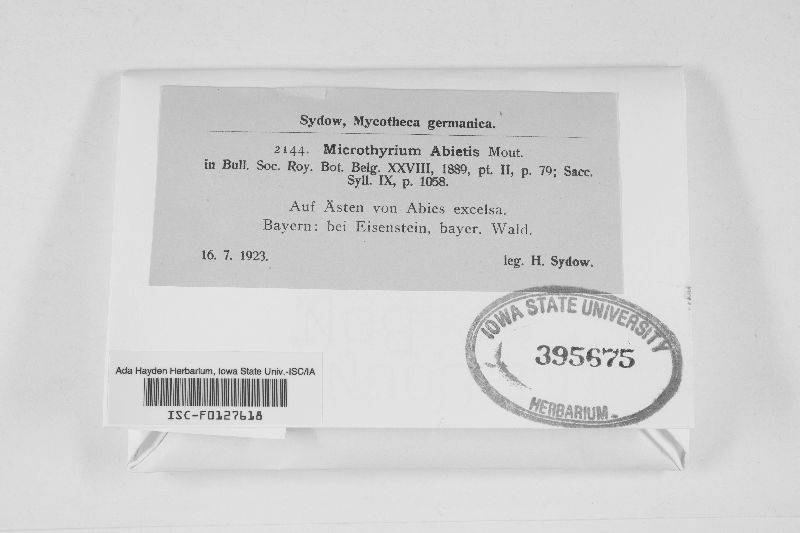 Sydow, Mycotheca germanica.
2144. Microthyrium Abietis Mout.
in Bull. Soc. Roy. Bot. Belg. XXVIII, 1889, pt. II, p. 79; Sacc.
Syll. IX, p. 1058.
Auf Ästen von Abies excelsa.
Bayern: bei Eisenstein, bayer. Wald.
16. 7. 1923. leg. H. Sydow.
IOWA STATE UNIVERSITY
395675
HERBARIUM
Ada Hayden Herbarium, Iowa State Univ.-ISC/IA
ISC-F0127618